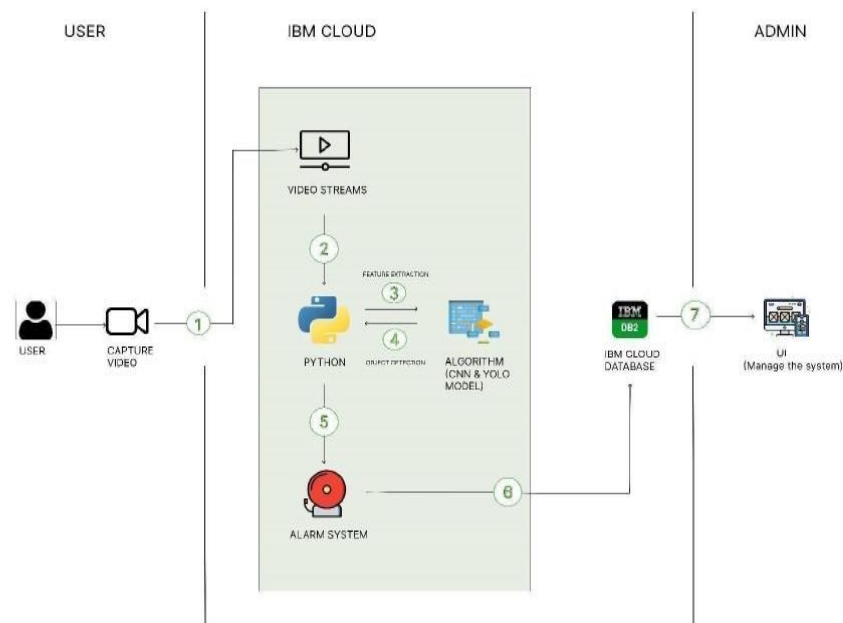 USER
IBM CLOUD
ADMIN
VIDEO STREAMS
2
FEATURE EXTRACTION
3
1
4
OBJECT DETECTION
USER
CAPTURE
VIDEO
PYTHON
ALGORITHM
(CNN & YOLO
MODEL)
IBM
DB2
IBM CLOUD
DATABASE
7
UI
(Manage the system)
5
6
ALARM SYSTEM